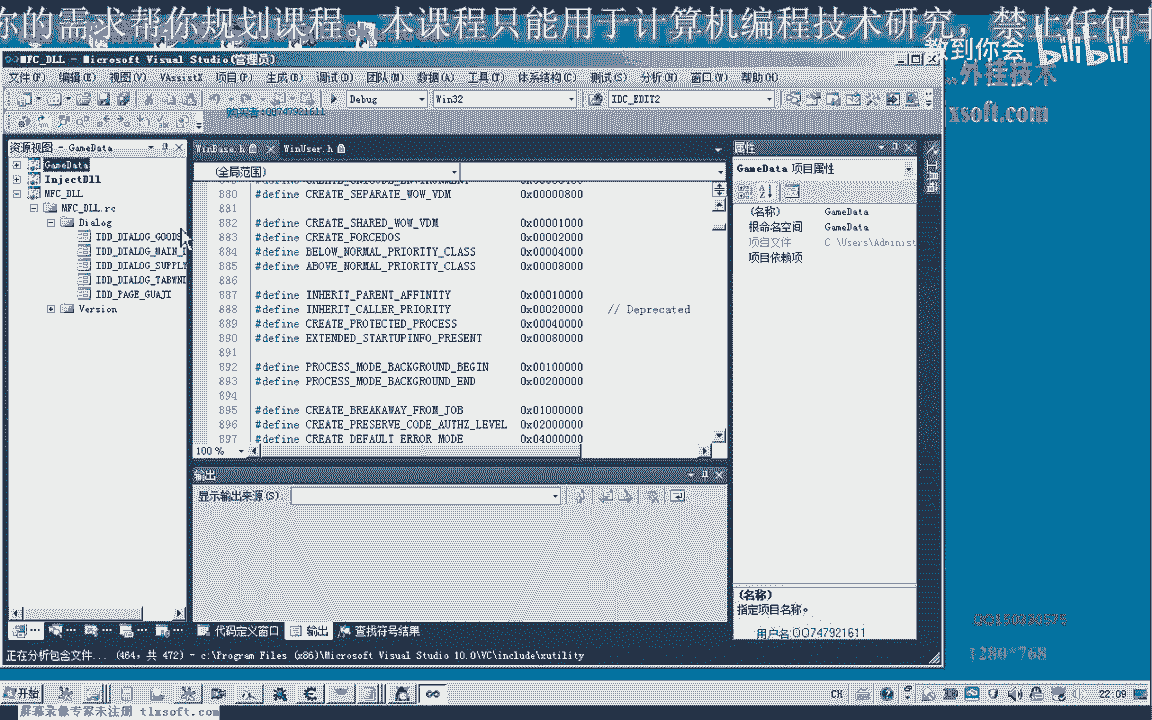 你的需求帮你规划课程。本课程只能用于计算机编程技术研究，禁止任何
教到你会 bilibili
外挂技术
xsoft.com
MFC_DLL - Microsoft Visual Studio(管理员)
文件(F) 编辑(E) 视图(V) VAssistX 项目(P) 生成(B) 调试(D) 团队(M) 数据(A) 工具(T) 体系结构(C) 测试(S) 分析(N) 窗口(W) 帮助(H)
Debug Win32 IDC_EDIT2
购买者:QQ747921611
资源视图 - GameData
GameData
InjectDll
MFC_DLL
MFC_DLL.rc
Dialog
IDD_DIALOG_GOODS
IDD_DIALOG_MAIN_D
IDD_DIALOG_SUPPLY
IDD_DIALOG_TABWND
IDD_PAGE_GUAJI
Version
WinBase.h WinUser.h
(全局范围)
880 #define CREATE_SEPARATE_WOW_VDM 0x00000800
881
882 #define CREATE_SHARED_WOW_VDM 0x00001000
883 #define CREATE_FORCEDOS 0x00002000
884 #define BELOW_NORMAL_PRIORITY_CLASS 0x00004000
885 #define ABOVE_NORMAL_PRIORITY_CLASS 0x00008000
886
887 #define INHERIT_PARENT_AFFINITY 0x00010000
888 #define INHERIT_CALLER_PRIORITY 0x00020000 // Deprecated
889 #define CREATE_PROTECTED_PROCESS 0x00040000
890 #define EXTENDED_STARTUPINFO_PRESENT 0x00080000
891
892 #define PROCESS_MODE_BACKGROUND_BEGIN 0x00100000
893 #define PROCESS_MODE_BACKGROUND_END 0x00200000
894
895 #define CREATE_BREAKAWAY_FROM_JOB 0x01000000
896 #define CREATE_PRESERVE_CODE_AUTHZ_LEVEL 0x02000000
897 #define CREATE_DEFAULT_ERROR_MODE 0x04000000
100 %
输出
显示输出来源(S):
代码定义窗口 输出 查找符号结果
属性
GameData 项目属性
(名称) GameData
根命名空间 GameData
项目文件 C:\Users\Administ
项目依赖项
(名称)
指定项目名称。
用户名:QQ747921611
1280*768
正在分析包含文件... (464, 共 472) - c:\Program Files (x86)\Microsoft Visual Studio 10.0\VC\include\xutility
开始 CH 22:09
屏幕录像专家未注册 tlxsoft.com